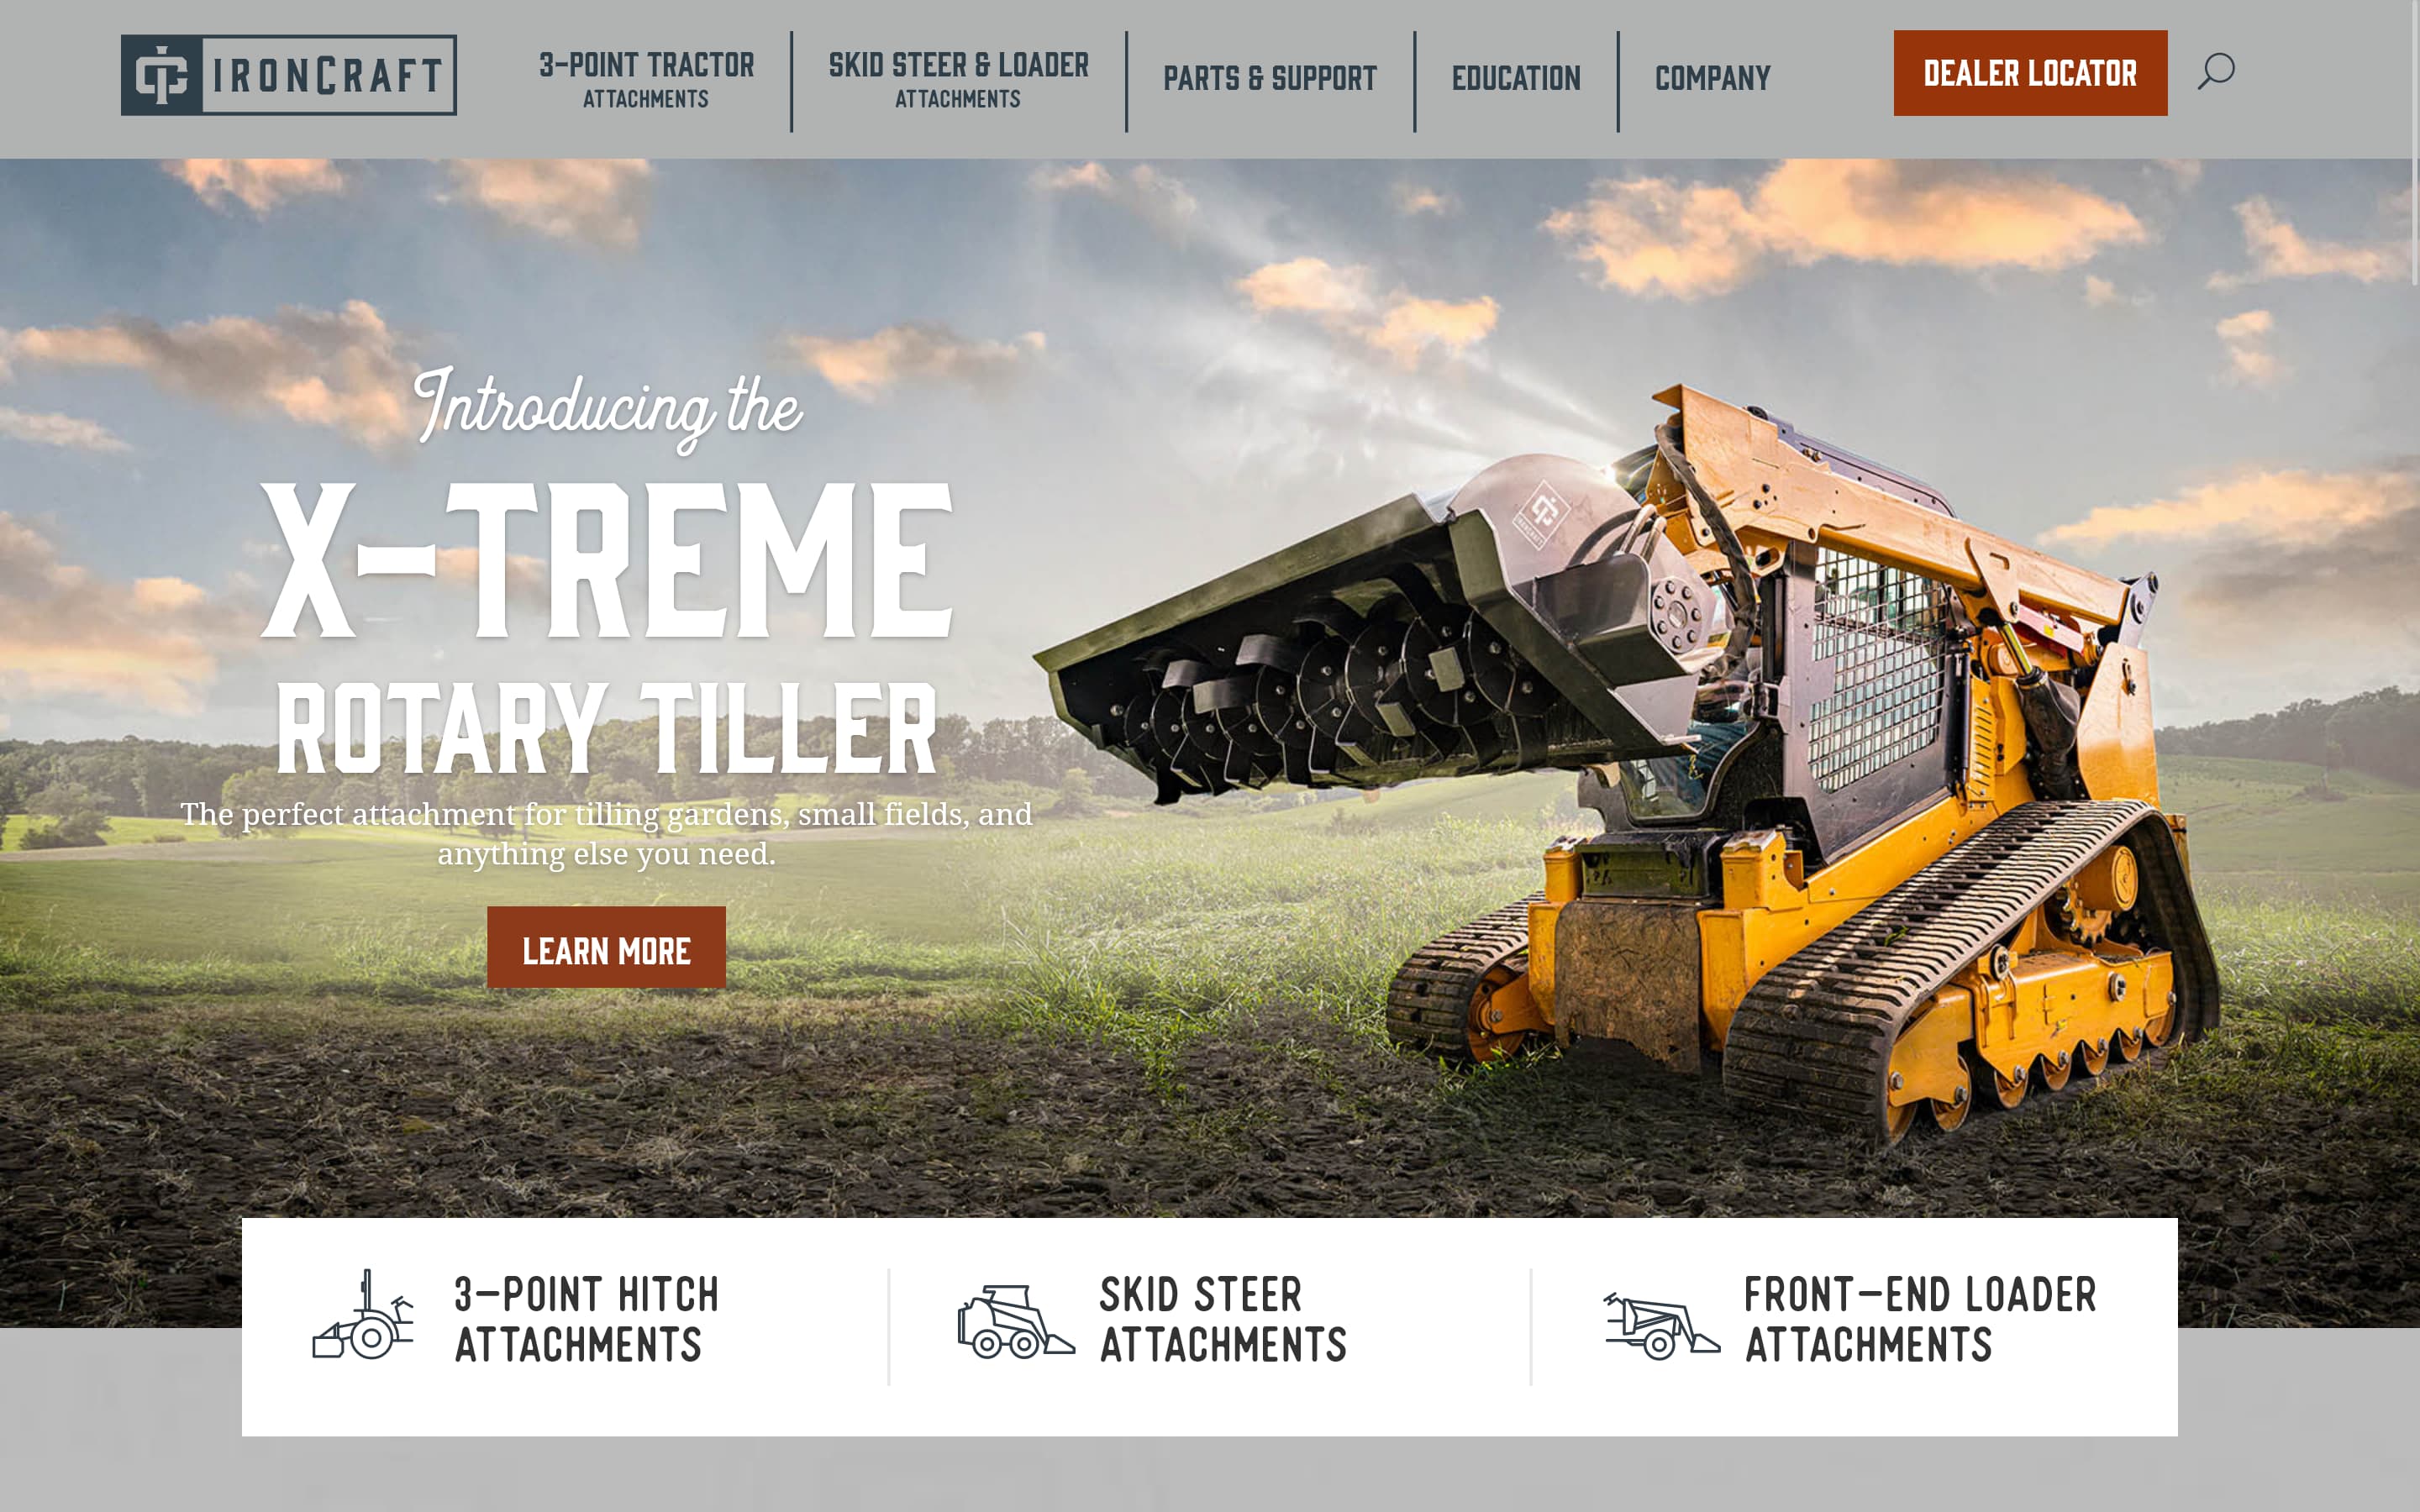 IRONCRAFT
3-POINT TRACTOR
ATTACHMENTS
SKID STEER & LOADER
ATTACHMENTS
PARTS & SUPPORT
EDUCATION
COMPANY
DEALER LOCATOR
Introducing the
X-TREME
ROTARY TILLER
The perfect attachment for tilling gardens, small fields, and
anything else you need.
LEARN MORE
IRONCRAFT
3-POINT HITCH
ATTACHMENTS
SKID STEER
ATTACHMENTS
FRONT-END LOADER
ATTACHMENTS